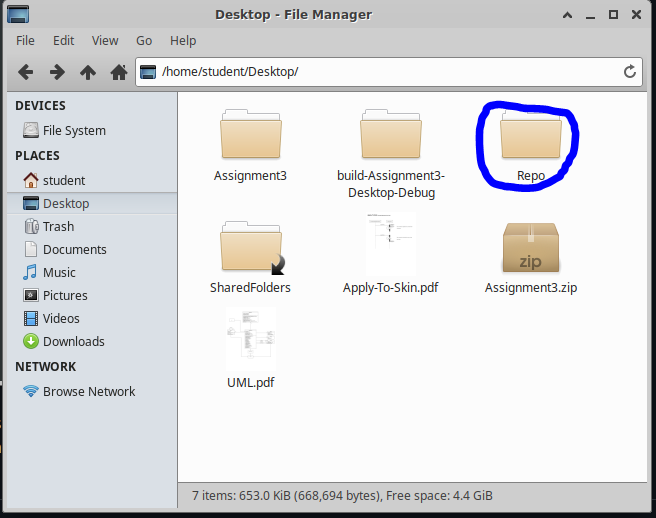 Desktop - File Manager
File Edit View Go Help
/home/student/Desktop/
DEVICES
File System
PLACES
student
Desktop
Trash
Documents
Music
Pictures
Videos
Downloads
NETWORK
Browse Network
Assignment3
build-Assignment3-
Desktop-Debug
Repo
SharedFolders
Apply-To-Skin.pdf
zip
Assignment3.zip
UML.pdf
7 items: 653.0 KiB (668,694 bytes), Free space: 4.4 GiB